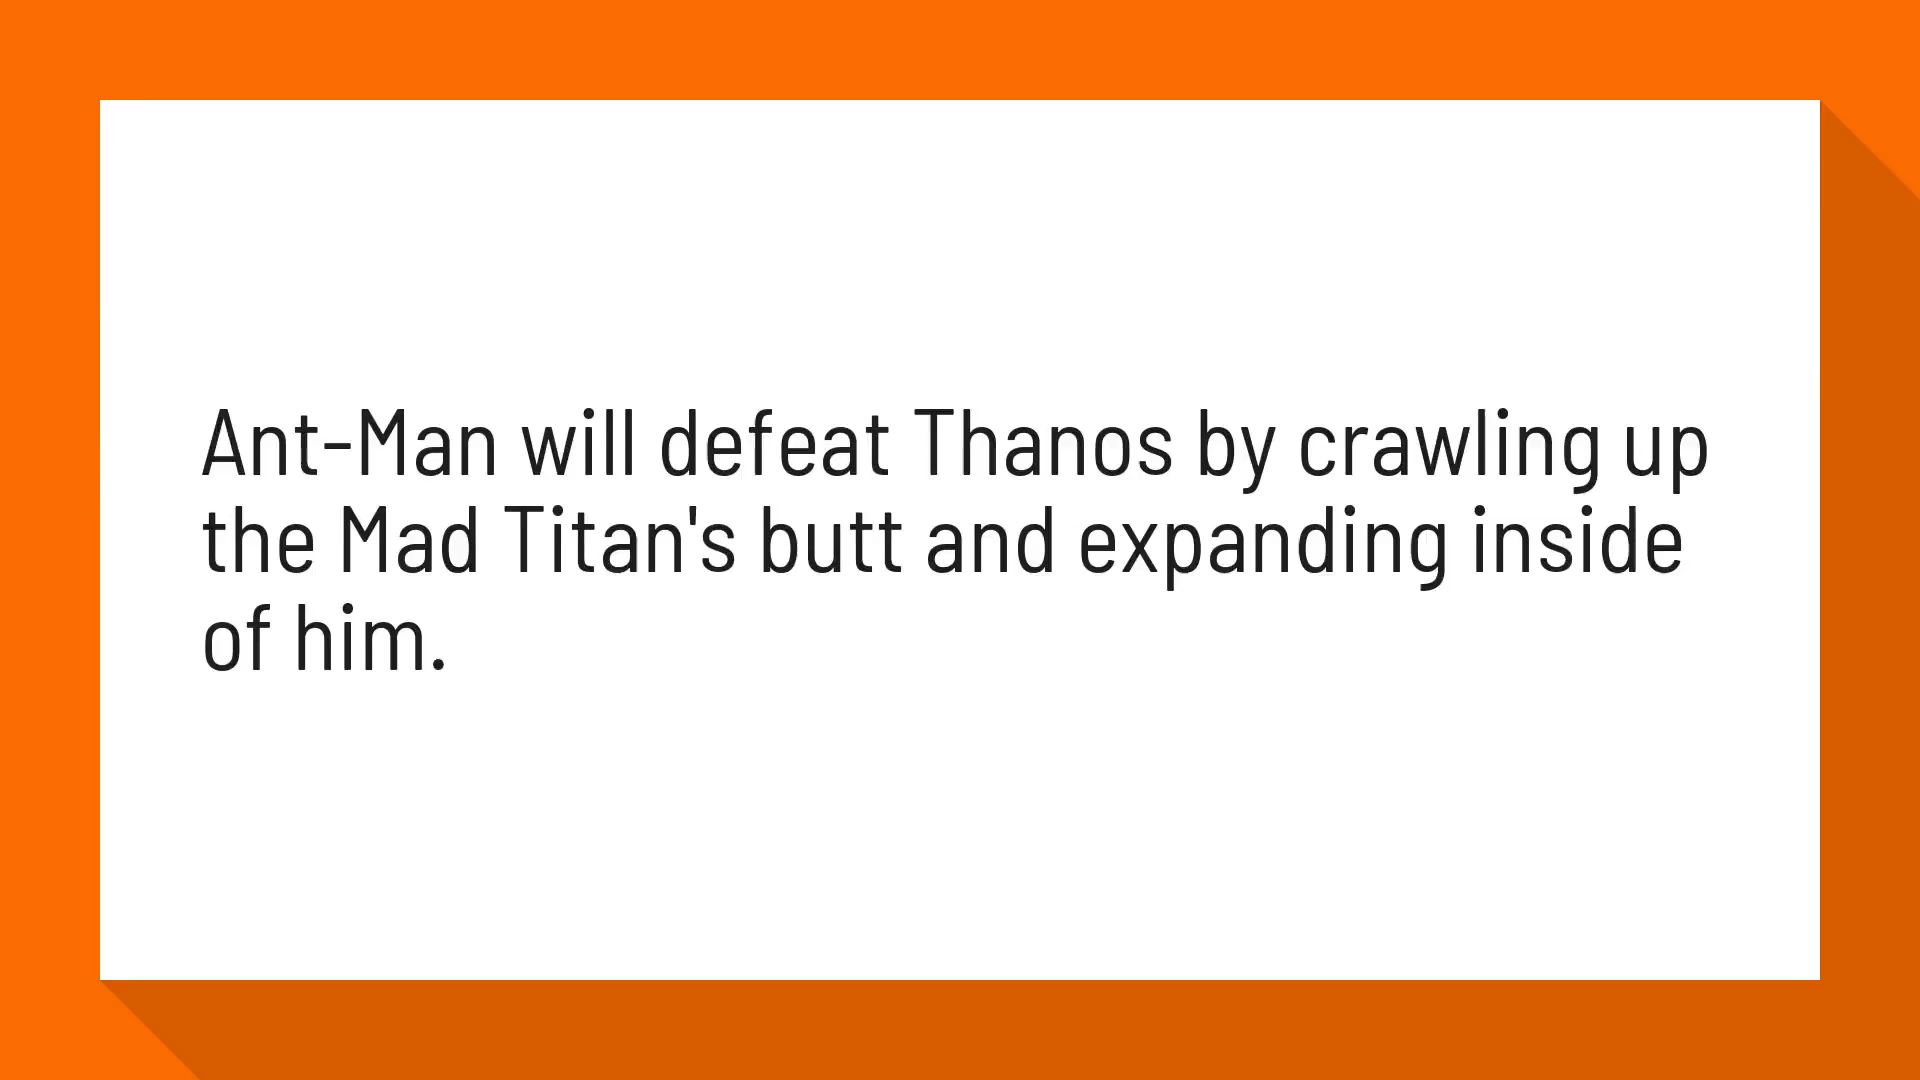 Ant-Man will defeat Thanos by crawling up
the Mad Titan's butt and expanding inside
of him.